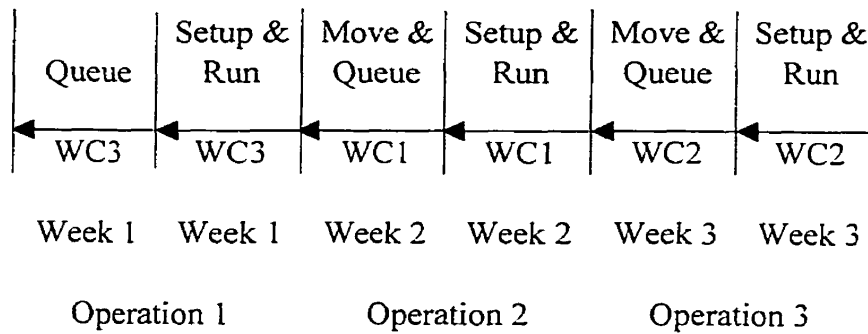 Setup & Move & Setup & Move & Setup &
Queue Run Queue Run Queue Run
WC3 WC3 WC1 WC1 WC2 WC2
Week 1 Week 1 Week 2 Week 2 Week 3 Week 3
Operation 1 Operation 2 Operation 3